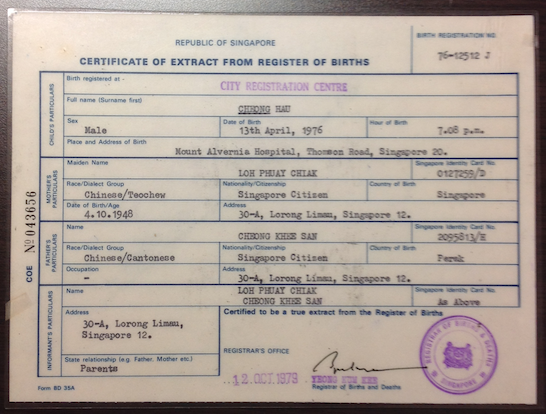 BIRTH REGISTRATION NO.
76-12512 J
REPUBLIC OF SINGAPORE
CERTIFICATE OF EXTRACT FROM REGISTER OF BIRTHS
CHILD'S PARTICULARS
Birth registered at -
CITY REGISTRATION CENTRE
Full name (Surname first)
CHEONG HAU
Sex
Date of Birth
Hour of Birth
Male
13th April, 1976
7.08 p.m.
Place and Address of Birth
Mount Alvernia Hospital, Thomson Road, Singapore 20.
MOTHER'S PARTICULARS
Maiden Name
Singapore Identity Card No.
LOH PHUAY CHIAK
0127259/D
Race/Dialect Group
Nationality/Citizenship
Country of Birth
Chinese/Teochew
Singapore Citizen
Singapore
Date of Birth/Age
Address
4.10.1948
30-A, Lorong Limau, Singapore 12.
FATHER'S PARTICULARS
Name
Singapore Identity Card No.
CHEONG KHEE SAN
2095813/H
Race/Dialect Group
Nationality/Citizenship
Country of Birth
Chinese/Cantonese
Singapore Citizen
Perak
Occupation
Address
-
30-A, Lorong Limau, Singapore 12.
INFORMANT'S PARTICULARS
Name
Singapore Identity Card No.
LOH PHUAY CHIAK
CHEONG KHEE SAN
As Above
Address
Certified to be a true extract from the Register of Births
30-A, Lorong Limau,
Singapore 12.
REGISTRAR'S OFFICE
State relationship (e.g. Father, Mother etc.)
Parents
12 OCT 1979
Registrar of Births and Deaths
REGISTRAR OF BIRTHS & DEATHS
SINGAPORE
Form BD 35A
COE Nº 043656